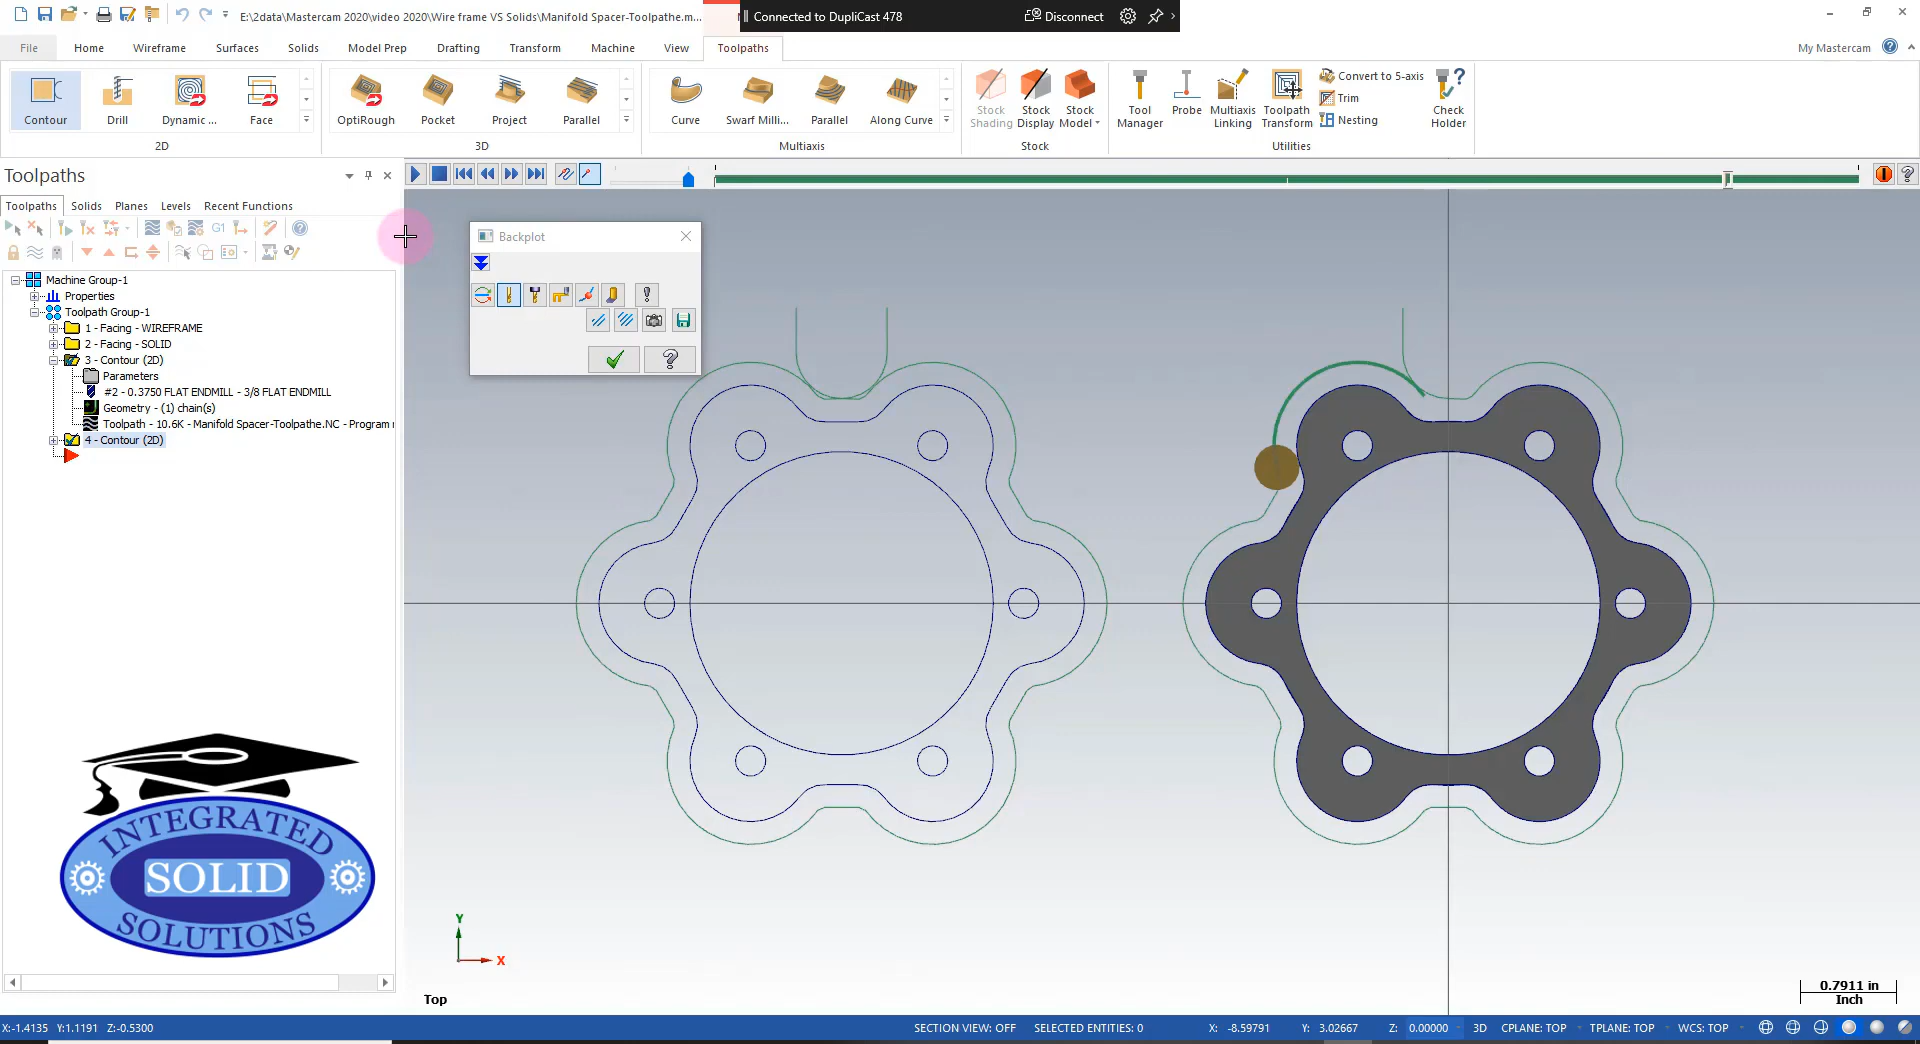 E:\2data\Mastercam 2020\video 2020\Wire frame VS Solids\Manifold Spacer-Toolpathe.m...
Connected to DupliCast 478
Disconnect
File
Home
Wireframe
Surfaces
Solids
Model Prep
Drafting
Transform
Machine
View
Toolpaths
My Mastercam
Contour
Drill
Dynamic ...
Face
2D
OptiRough
Pocket
Project
Parallel
3D
Curve
Swarf Milli...
Parallel
Along Curve
Multiaxis
Stock Shading
Stock Display
Stock Model
Stock
Tool Manager
Probe
Multiaxis Linking
Toolpath Transform
Convert to 5-axis
Trim
Nesting
Check Holder
Utilities
Toolpaths
Toolpaths
Solids
Planes
Levels
Recent Functions
G1
Backplot
Machine Group-1
Properties
Toolpath Group-1
1 - Facing - WIREFRAME
2 - Facing - SOLID
3 - Contour (2D)
Parameters
#2 - 0.3750 FLAT ENDMILL - 3/8 FLAT ENDMILL
Geometry - (1) chain(s)
Toolpath - 10.6K - Manifold Spacer-Toolpathe.NC - Program
4 - Contour (2D)
INTEGRATED
SOLID
SOLUTIONS
Y
X
Top
0.7911 in
Inch
X:-1.4135 Y:1.1191 Z:-0.5300
SECTION VIEW: OFF
SELECTED ENTITIES: 0
X: -8.59791
Y: 3.02667
Z: 0.00000
3D
CPLANE: TOP
TPLANE: TOP
WCS: TOP